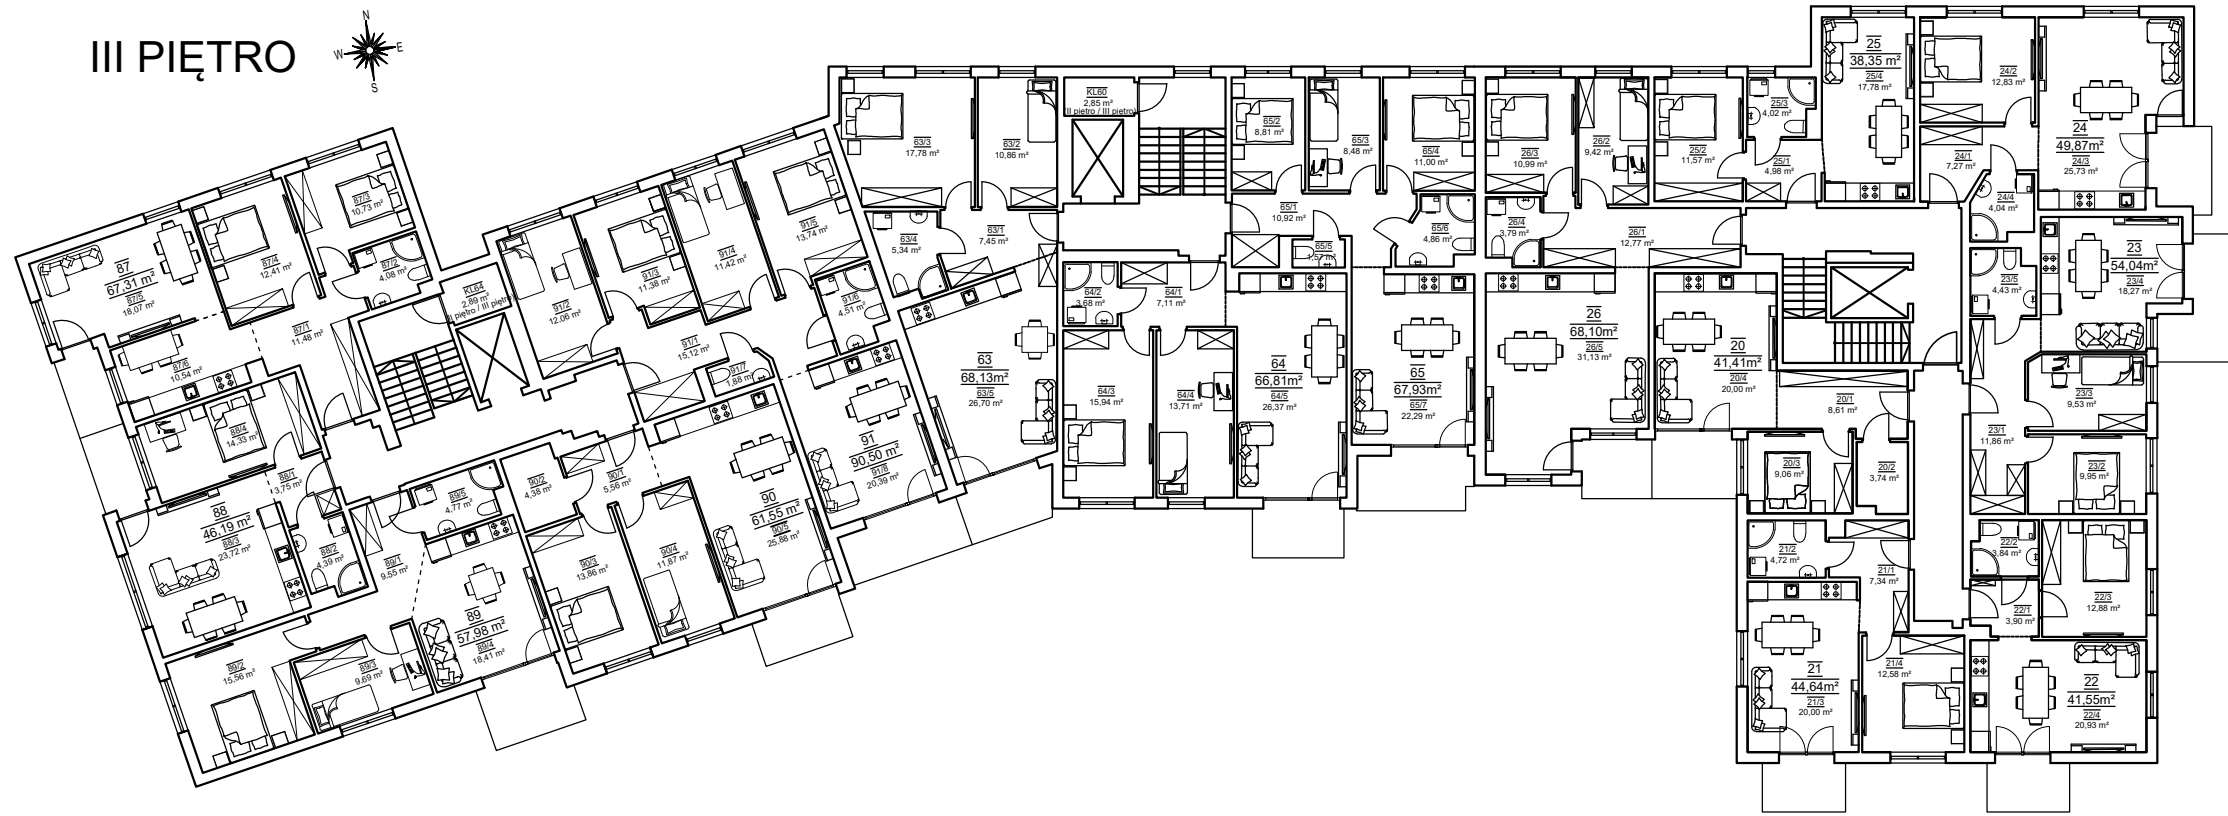 III PIĘTRO
N
W
E
S
87
67,31 m²
87/5
18,07 m²
87/4
12,41 m²
87/3
10,73 m²
87/2
4,08 m²
87/1
11,48 m²
87/6
10,54 m²
KL64
2,89 m²
(II piętro / III piętro)
88/4
14,33 m²
88/1
3,75 m²
88
46,19 m²
88/3
23,72 m²
88/2
4,39 m²
89/1
9,55 m²
89/5
4,77 m²
89
57,98 m²
89/4
18,41 m²
89/2
15,56 m²
89/3
9,69 m²
90/2
4,38 m²
90/1
5,56 m²
90/3
13,86 m²
90/4
11,87 m²
90
61,55 m²
90/5
25,88 m²
91/2
12,06 m²
91/3
11,38 m²
91/4
11,42 m²
91/5
13,74 m²
91/6
4,51 m²
91/1
15,12 m²
91/7
1,88 m²
91
90,50 m²
91/8
20,39 m²
63/3
17,78 m²
63/2
10,86 m²
63/4
5,34 m²
63/1
7,45 m²
63
68,13m²
63/5
26,70 m²
KL60
2,85 m²
(II piętro / III piętro)
64/2
3,68 m²
64/1
7,11 m²
64/3
15,94 m²
64/4
13,71 m²
64
66,81m²
64/5
26,37 m²
65/2
8,81 m²
65/3
8,48 m²
65/4
11,00 m²
65/1
10,92 m²
65/5
1,57 m²
65/6
4,86 m²
65
67,93m²
65/7
22,29 m²
26/3
10,99 m²
26/2
9,42 m²
26/4
3,79 m²
26/1
12,77 m²
26
68,10m²
26/5
31,13 m²
25/2
11,57 m²
25/3
4,02 m²
25/1
4,98 m²
25
38,35 m²
25/4
17,78 m²
24/2
12,83 m²
24/1
7,27 m²
24
49,87m²
24/3
25,73 m²
24/4
4,04 m²
23
54,04m²
23/4
18,27 m²
23/5
4,43 m²
23/3
9,53 m²
23/1
11,86 m²
23/2
9,95 m²
20
41,41m²
20/4
20,00 m²
20/1
8,61 m²
20/3
9,06 m²
20/2
3,74 m²
21/2
4,72 m²
21/1
7,34 m²
21
44,64m²
21/3
20,00 m²
21/4
12,58 m²
22/2
3,84 m²
22/3
12,88 m²
22/1
3,90 m²
22
41,55m²
22/4
20,93 m²